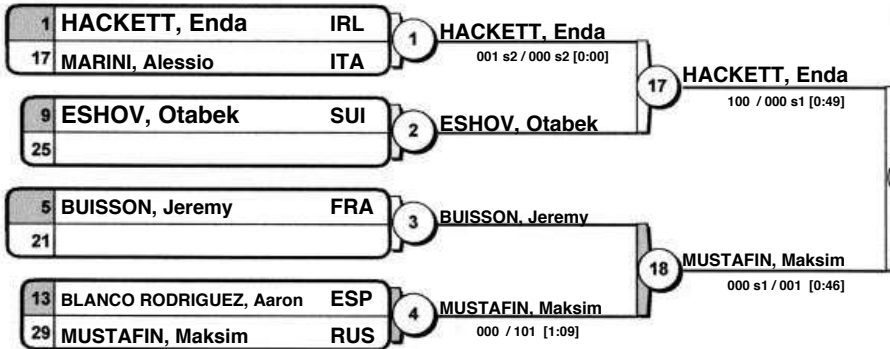 1 HACKETT, Enda IRL
17 MARINI, Alessio ITA
1
HACKETT, Enda
001 s2 / 000 s2 [0:00]
9 ESHOV, Otabek SUI
25
2
ESHOV, Otabek
17
HACKETT, Enda
100 / 000 s1 [0:49]
5 BUISSON, Jeremy FRA
21
3
BUISSON, Jeremy
13 BLANCO RODRIGUEZ, Aaron ESP
29 MUSTAFIN, Maksim RUS
4
MUSTAFIN, Maksim
000 / 101 [1:09]
18
MUSTAFIN, Maksim
000 s1 / 001 [0:46]